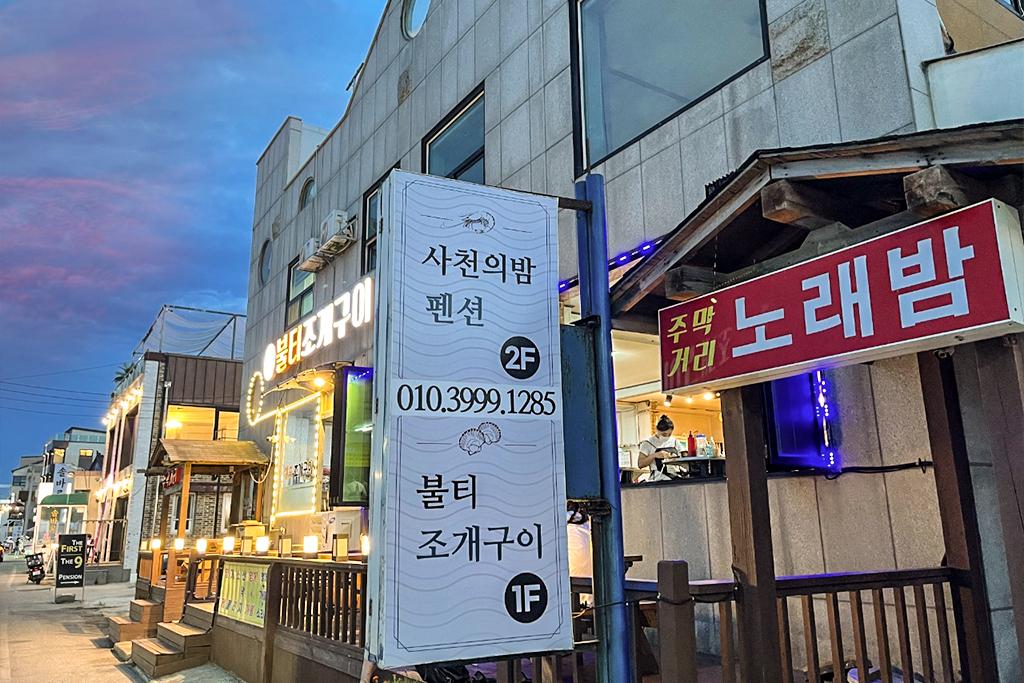 사천의밤
펜션
2F
010.3999.1285
불티
조개구이
1F
불티조개구이
주막
거리
노래밤
THE
FIRST
THE 9
PENSION